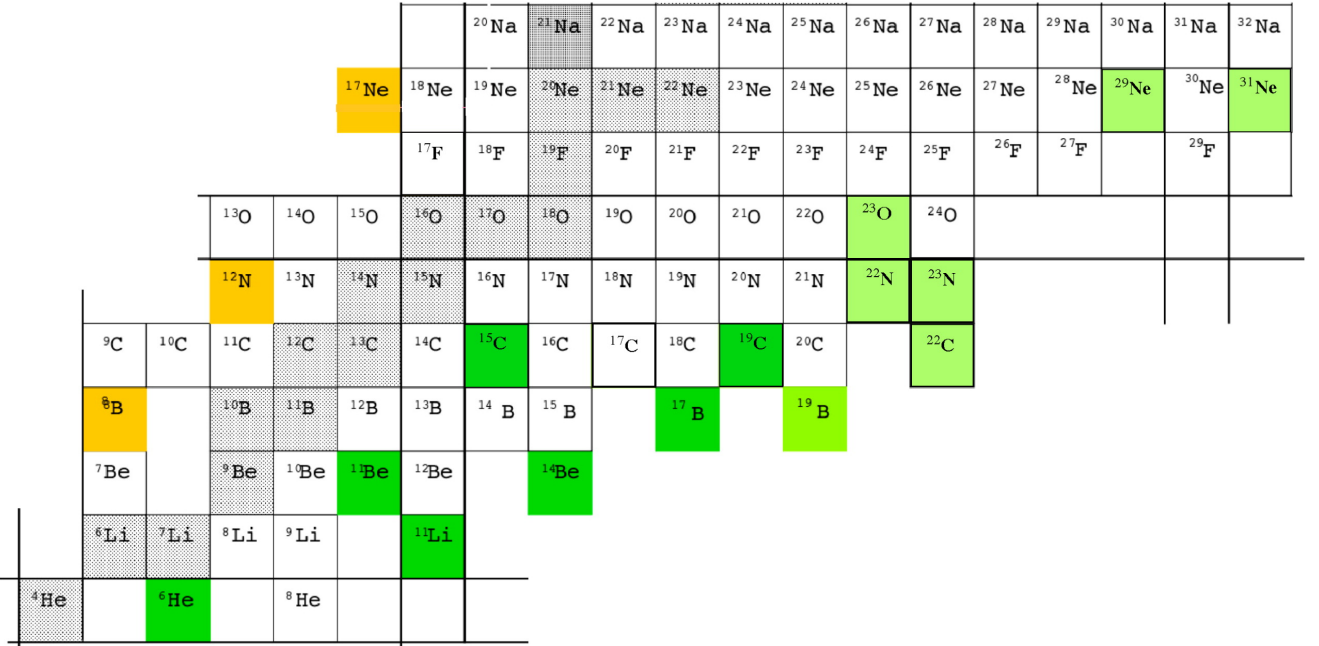 20Na 21Na 22Na 23Na 24Na 25Na 26Na 27Na 28Na 29Na 30Na 31Na 32Na
17Ne 18Ne 19Ne 20Ne 21Ne 22Ne 23Ne 24Ne 25Ne 26Ne 27Ne 28Ne 29Ne 30Ne 31Ne
17F 18F 19F 20F 21F 22F 23F 24F 25F 26F 27F 29F
13O 14O 15O 16O 17O 18O 19O 20O 21O 22O 23O 24O
12N 13N 14N 15N 16N 17N 18N 19N 20N 21N 22N 23N
9C 10C 11C 12C 13C 14C 15C 16C 17C 18C 19C 20C 22C
8B 10B 11B 12B 13B 14B 15B 17B 19B
7Be 9Be 10Be 11Be 12Be 14Be
6Li 7Li 8Li 9Li 11Li
4He 6He 8He